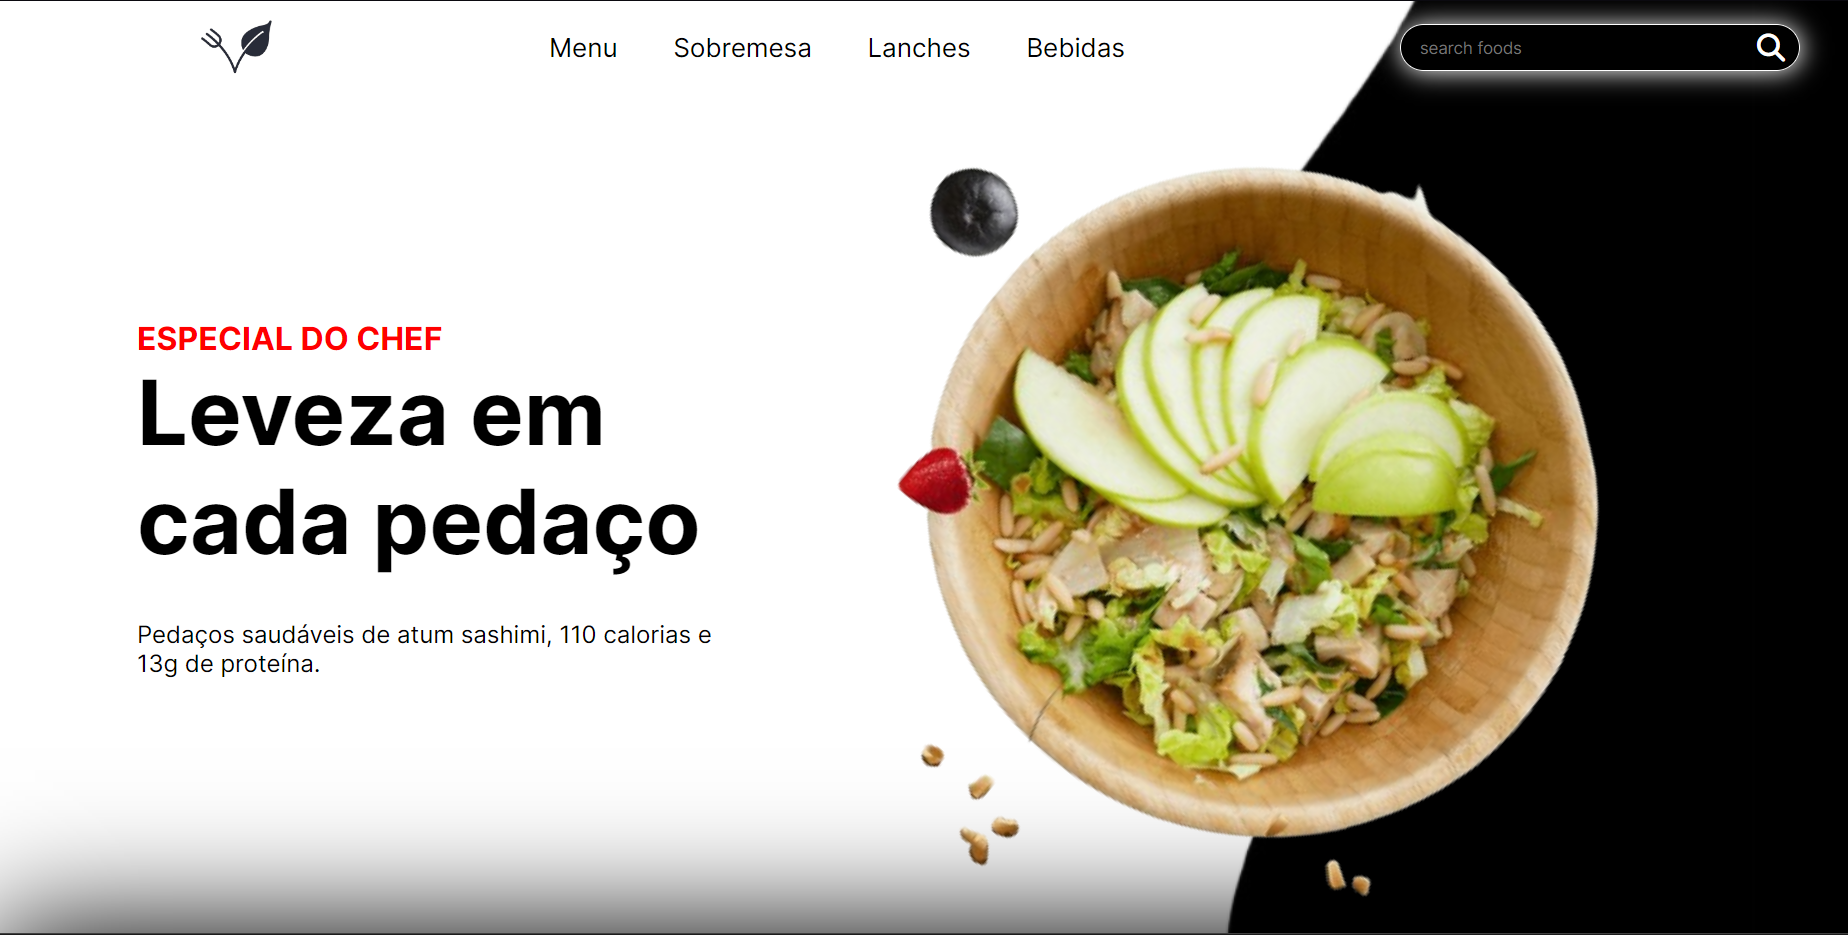 Menu Sobremesa Lanches Bebidas
search foods
ESPECIAL DO CHEF
Leveza em
cada pedaço
Pedaços saudáveis de atum sashimi, 110 calorias e
13g de proteína.